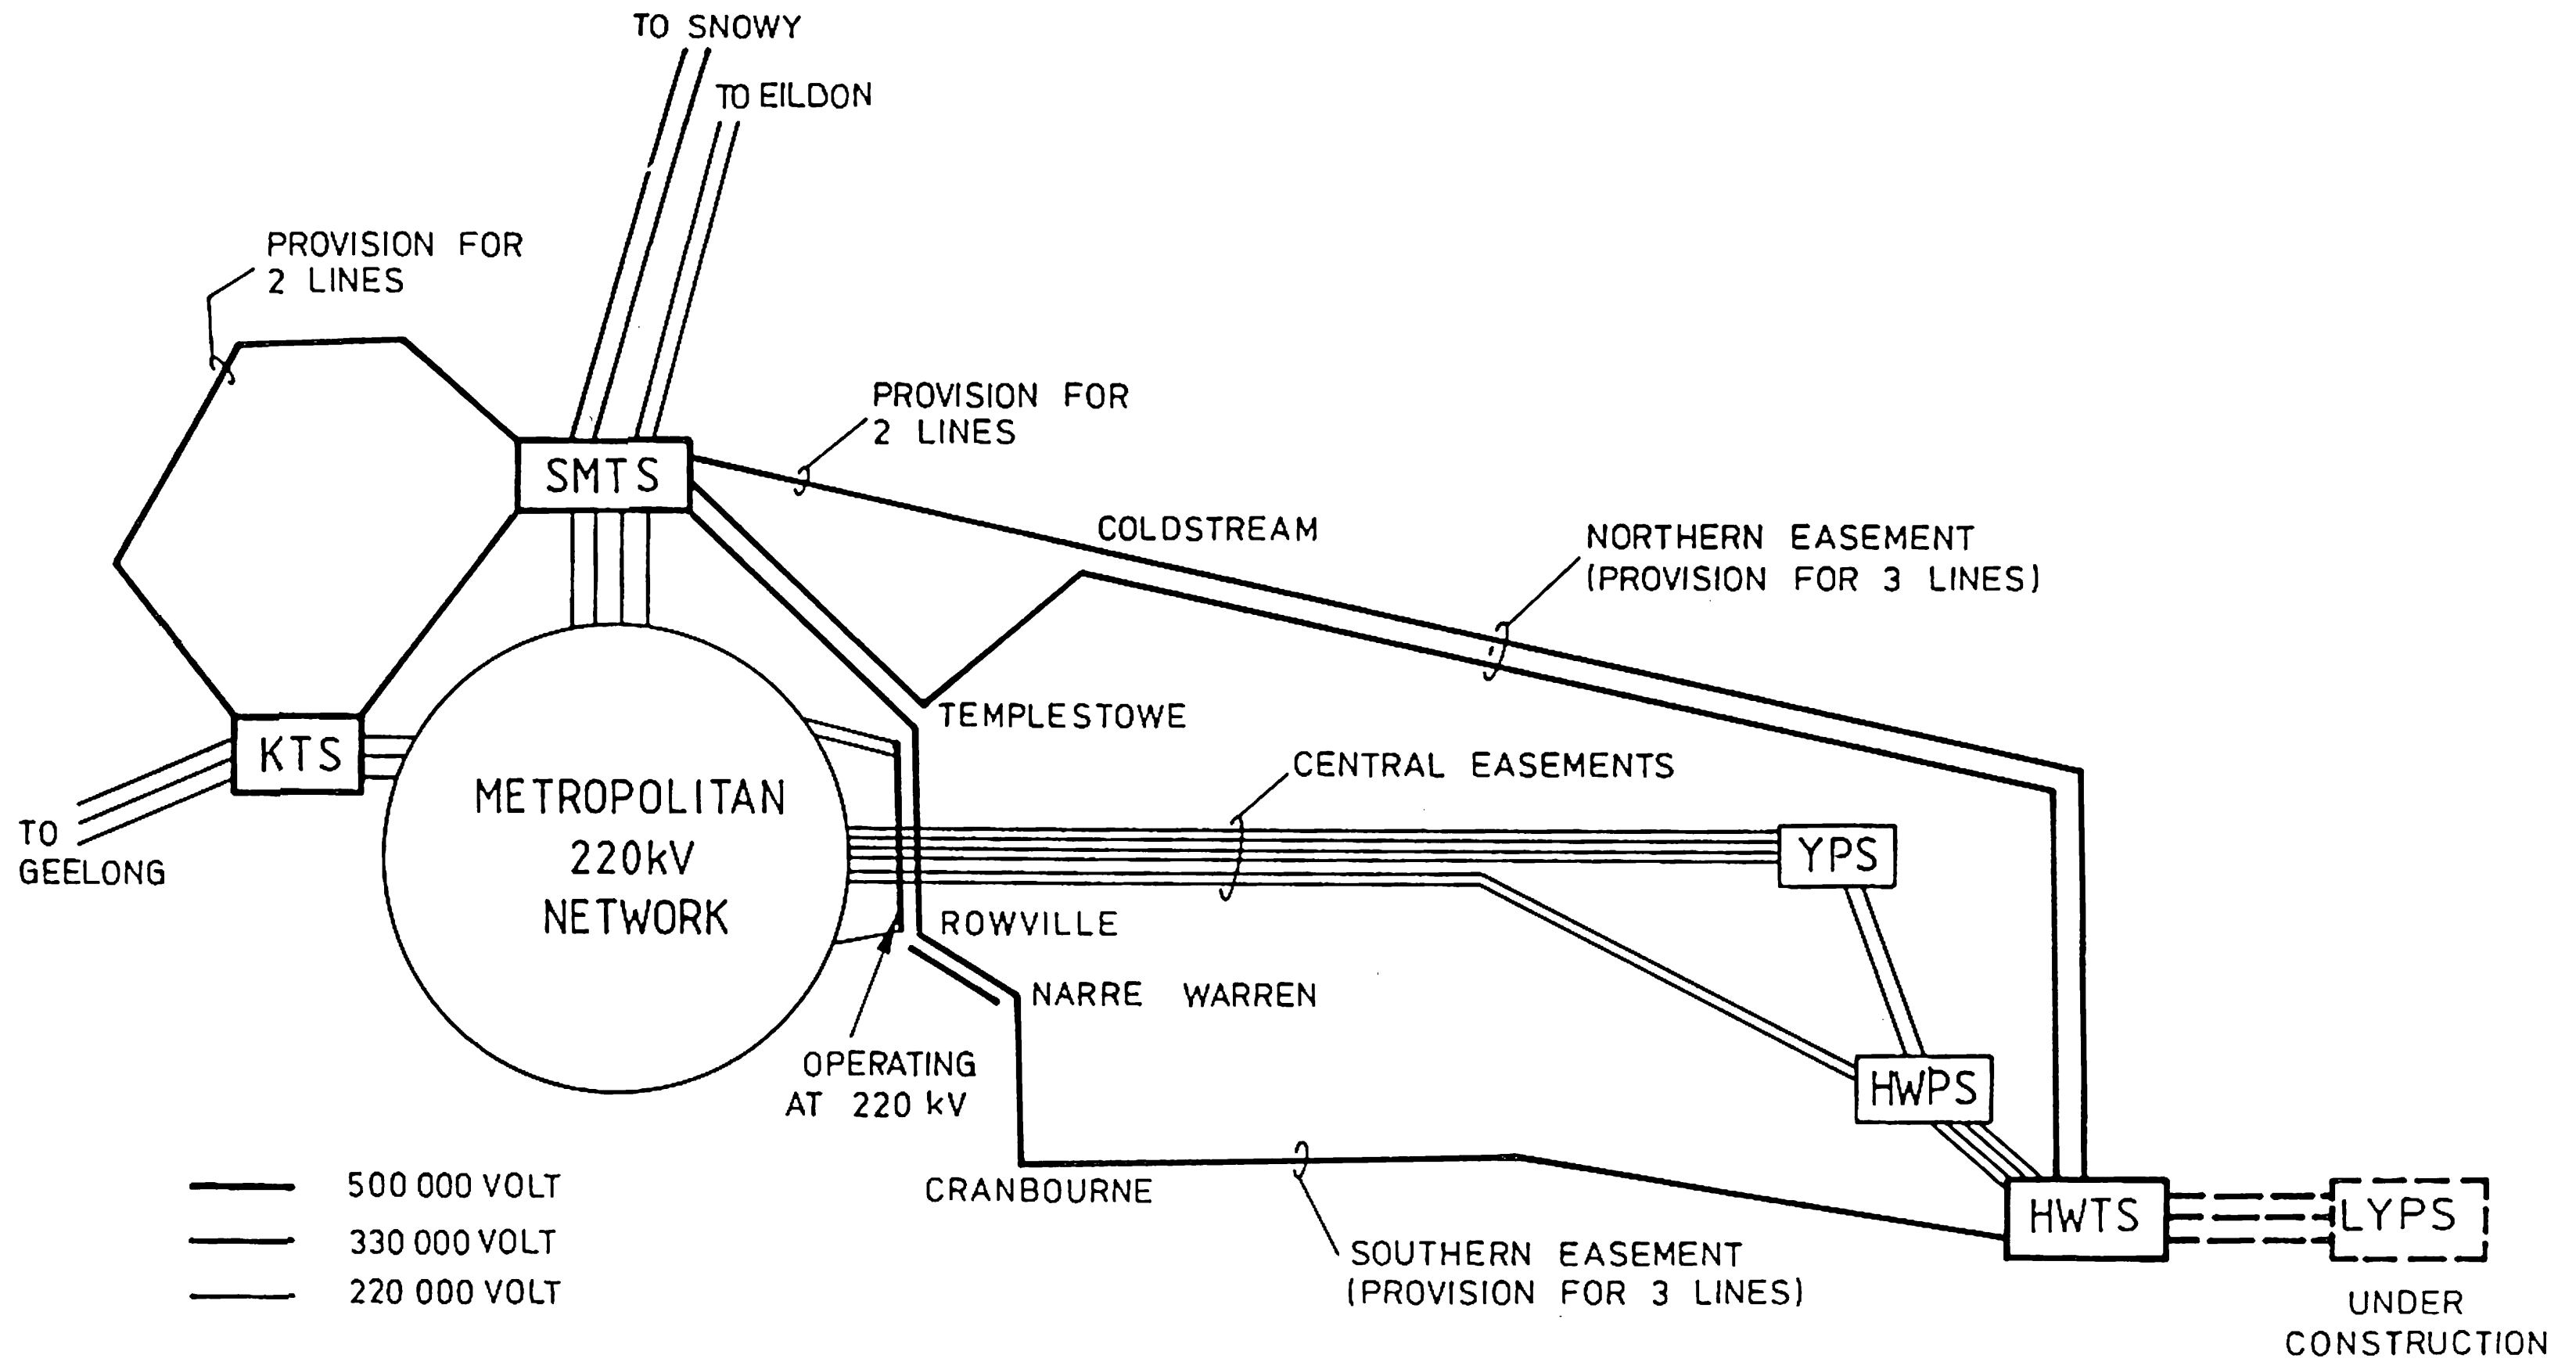 TO SNOWY
TO EILDON
PROVISION FOR
2 LINES
PROVISION FOR
2 LINES
SMTS
COLDSTREAM
NORTHERN EASEMENT
(PROVISION FOR 3 LINES)
TEMPLESTOWE
KTS
CENTRAL EASEMENTS
METROPOLITAN
220kV
NETWORK
TO
GEELONG
YPS
ROWVILLE
NARRE WARREN
OPERATING
AT 220 kV
HWPS
CRANBOURNE
500 000 VOLT
330 000 VOLT
220 000 VOLT
HWTS
LYPS
SOUTHERN EASEMENT
(PROVISION FOR 3 LINES)
UNDER
CONSTRUCTION